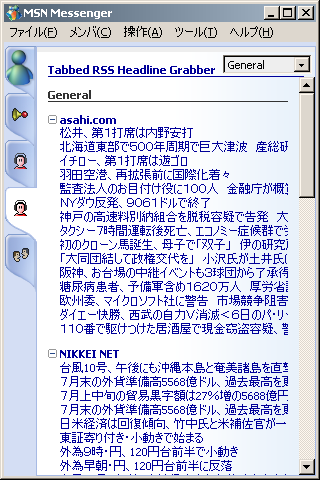 MSN Messenger
ファイル(F) メンバ(C) 操作(A) ツール(T) ヘルプ(H)
Tabbed RSS Headline Grabber General
General
asahi.com
松井、第1打席は内野安打
北海道東部で500年周期で巨大津波 産総研
イチロー、第1打席は遊ゴロ
羽田空港、再拡張前に国際化着々
監査法人のお目付け役に100人 金融庁が概
NYダウ反発、9061ドルで終了
神戸の高速料別納組合を脱税容疑で告発 大
タクシー7時間運転後死亡、エコノミー症候群で
初のクローン馬誕生、母子で「双子」 伊の研究
「大同団結して政権交代を」 小沢氏が土井氏に
阪神、お台場の中継イベントも3球団から了承得
糖尿病患者、予備軍含め1620万人 厚労省
欧州委、マイクロソフト社に警告 市場競争阻害
ダイエー快勝、西武の自力V消滅<6日のパ・リ
110番で駆けつけた居酒屋で現金窃盗容疑、警
NIKKEI NET
台風10号、午後にも沖縄本島と奄美諸島を直撃
7月末の外貨準備高5568億ドル、過去最高を更
7月上中旬の貿易黒字額は27%増の5688億円
7月末の外貨準備高5568億ドル、過去最高を更
日米経済は回復傾向、竹中氏と米補佐官が一
東証寄り付き・小動きで始まる
外為9時・円、120円台前半で小動き
外為早朝・円、120円台前半に反落